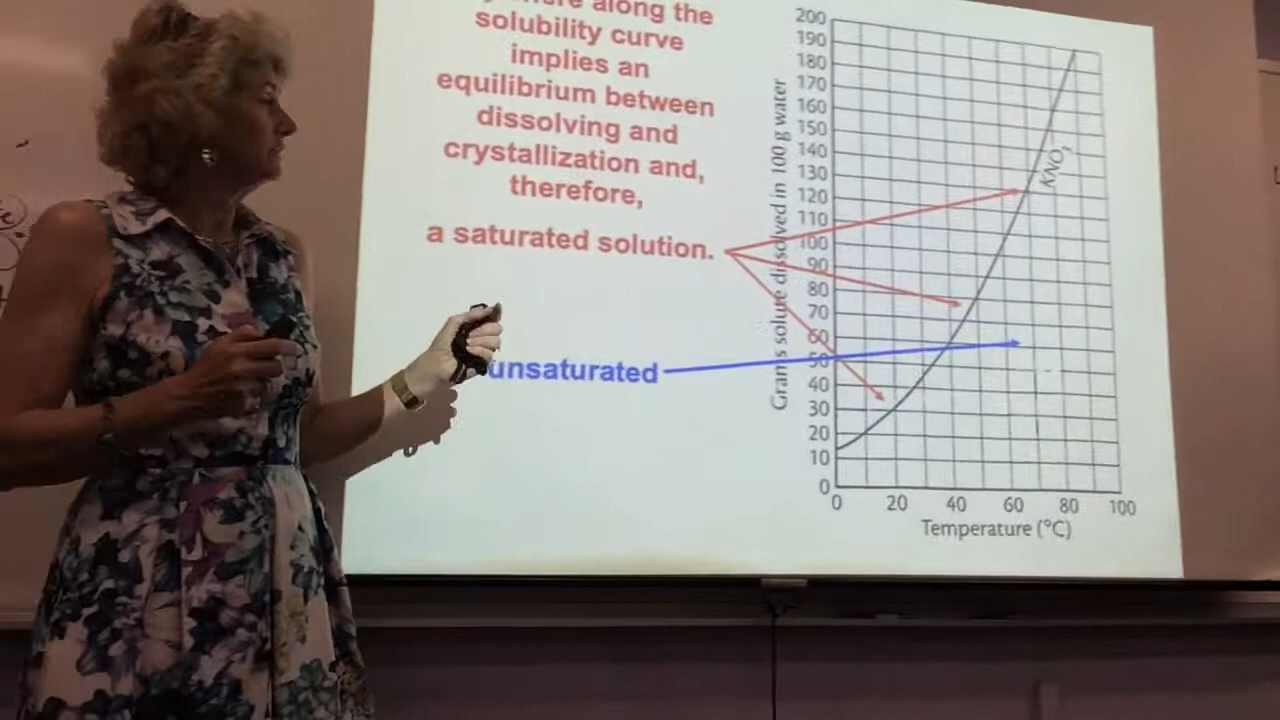 along the
solubility curve
implies an
equilibrium between
dissolving and
crystallization and,
therefore,
a saturated solution.
unsaturated
Grams solute dissolved in 100 g water
200
190
180
170
160
150
140
130
120
110
100
90
80
70
60
50
40
30
20
10
0
KNO₃
0 20 40 60 80 100
Temperature (°C)